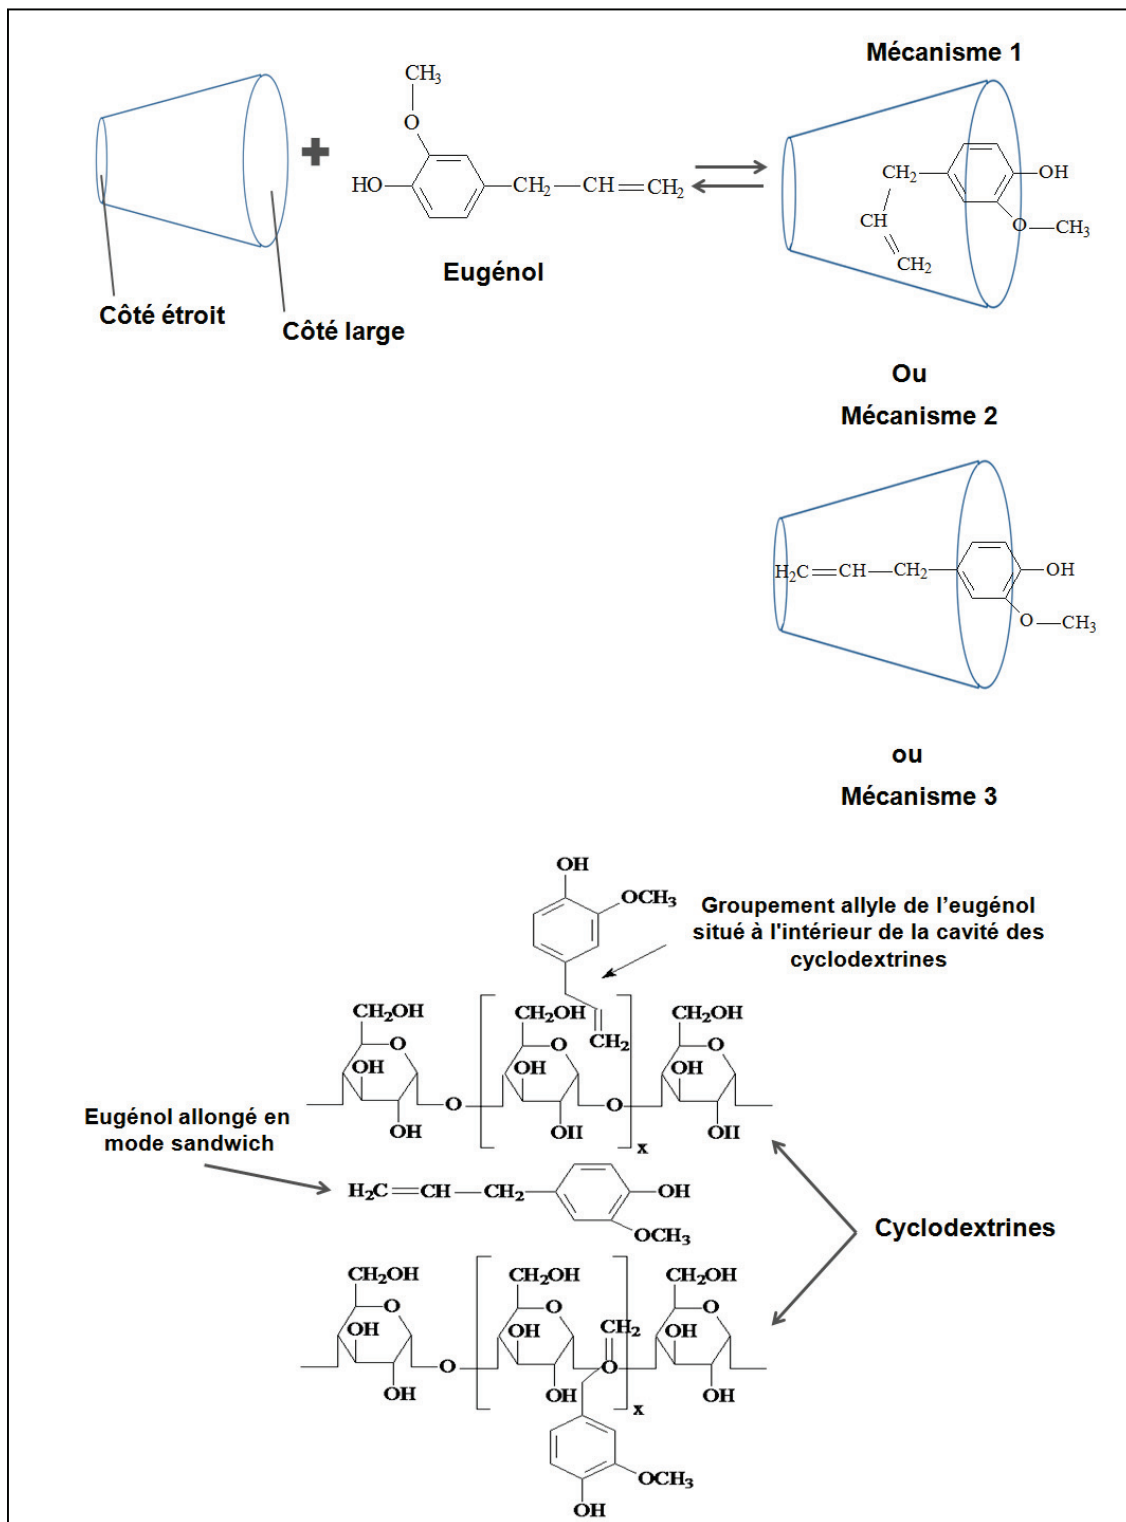 Mécanisme 1
CH3
O
HO
CH2
CH
CH2
Eugénol
Côté étroit
Côté large
CH2
OH
CH
O
CH3
CH2
Ou
Mécanisme 2
H2C
CH
CH2
OH
O
CH3
ou
Mécanisme 3
OH
OCH3
Groupement allyle de l’eugénol
situé à l'intérieur de la cavité des
cyclodextrines
CH2OH
CH2OH
CH2OH
O
O
CH2
O
OH
OH
OH
O
O
OH
OH
OH
x
Eugénol allongé en
mode sandwich
H2C
CH
CH2
OH
OCH3
Cyclodextrines
CH2OH
CH2OH
CH2OH
O
O
O
CH2
OH
OH
OH
O
O
OH
OH
OH
x
OCH3
OH